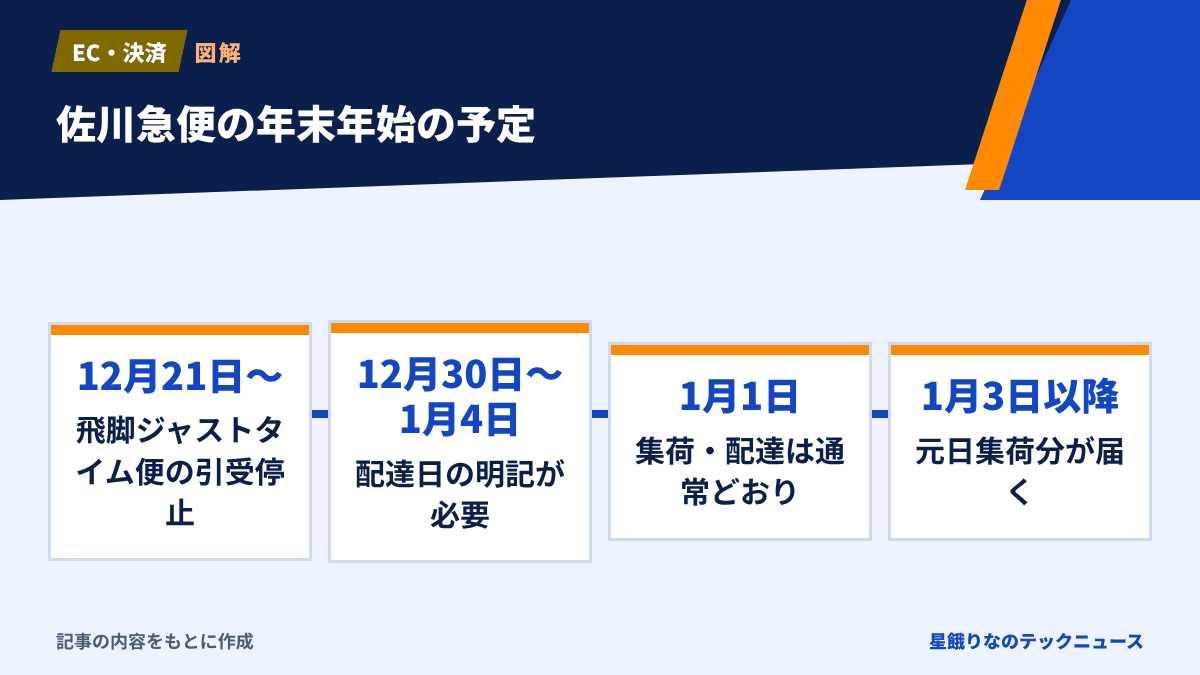 EC・決済
図解
佐川急便の年末年始の予定
12月21日〜
飛脚ジャストタ
イム便の引受停
止
12月30日〜
1月4日
配達日の明記が
必要
1月1日
集荷・配達は通
常どおり
1月3日以降
元日集荷分が届
く
記事の内容をもとに作成
星餓りなのテックニュース